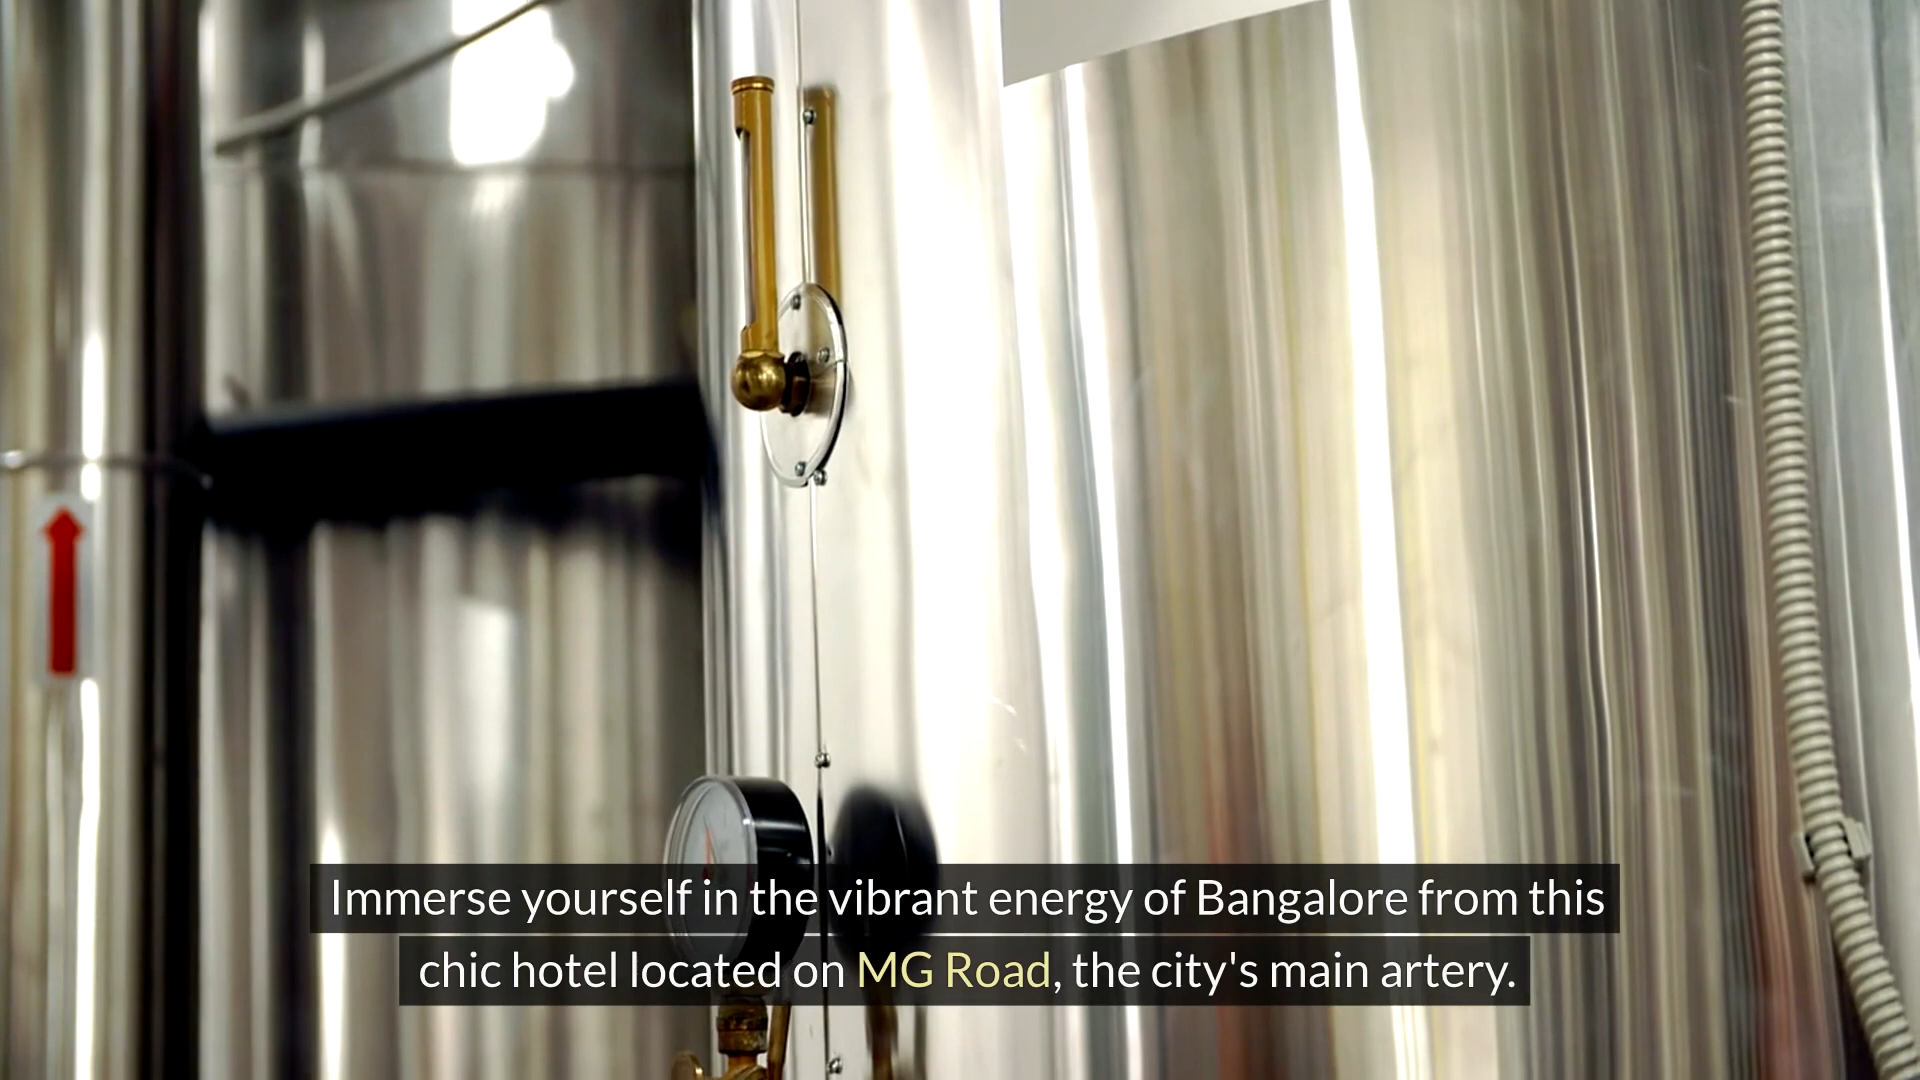 Immerse yourself in the vibrant energy of Bangalore from this
chic hotel located on MG Road, the city's main artery.